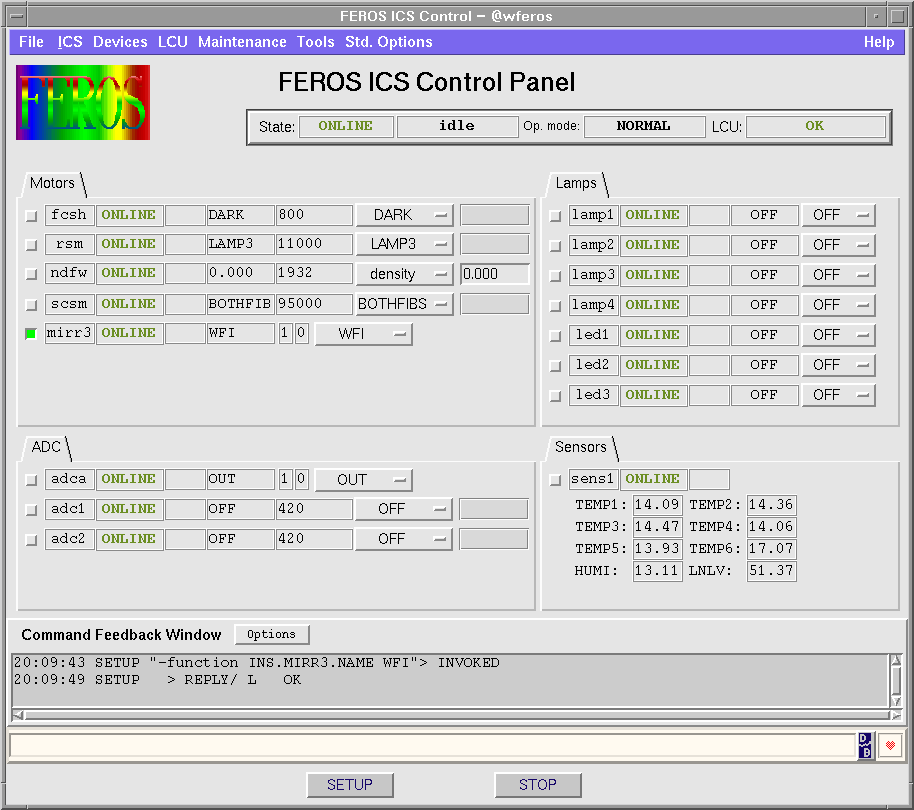 FEROS ICS Control - @wferos
File ICS Devices LCU Maintenance Tools Std. Options Help
FEROS
FEROS ICS Control Panel
State: ONLINE idle Op. mode: NORMAL LCU: OK
Motors
fcsh ONLINE DARK 800 DARK
rsm ONLINE LAMP3 11000 LAMP3
ndfw ONLINE 0.000 1932 density 0.000
scsm ONLINE BOTHFIB 95000 BOTHFIBS
mirr3 ONLINE WFI 1 0 WFI
Lamps
lamp1 ONLINE OFF OFF
lamp2 ONLINE OFF OFF
lamp3 ONLINE OFF OFF
lamp4 ONLINE OFF OFF
led1 ONLINE OFF OFF
led2 ONLINE OFF OFF
led3 ONLINE OFF OFF
ADC
adca ONLINE OUT 1 0 OUT
adc1 ONLINE OFF 420 OFF
adc2 ONLINE OFF 420 OFF
Sensors
sens1 ONLINE
TEMP1: 14.09 TEMP2: 14.36
TEMP3: 14.47 TEMP4: 14.06
TEMP5: 13.93 TEMP6: 17.07
HUMI: 13.11 LNLV: 51.37
Command Feedback Window Options
20:09:43 SETUP "-function INS.MIRR3.NAME WFI"> INVOKED
20:09:49 SETUP > REPLY/ L OK
D B
SETUP STOP